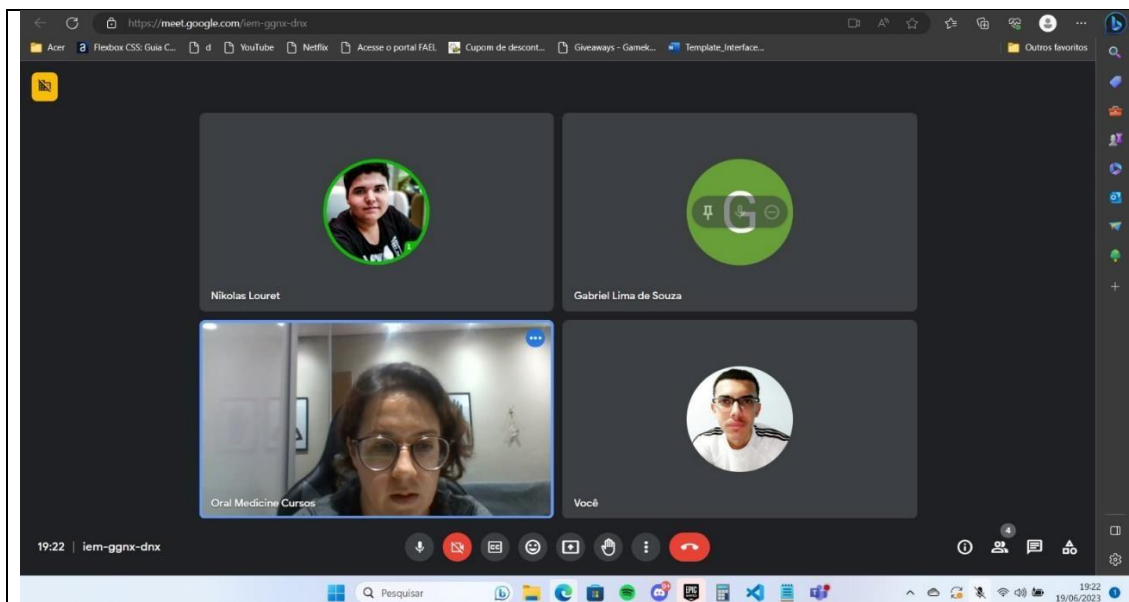 https://meet.google.com/iem-ggnx-dnx
Acer
Flexbox CSS: Guia C...
d
YouTube
Netflix
Acesse o portal FAEL
Cupom de descont...
Giveaways - Gamek...
Template_Interface...
Outros favoritos
Nikolas Louret
G
Gabriel Lima de Souza
Oral Medicine Cursos
Você
19:22 | iem-ggnx-dnx
4
Pesquisar
19:22
19/06/2023